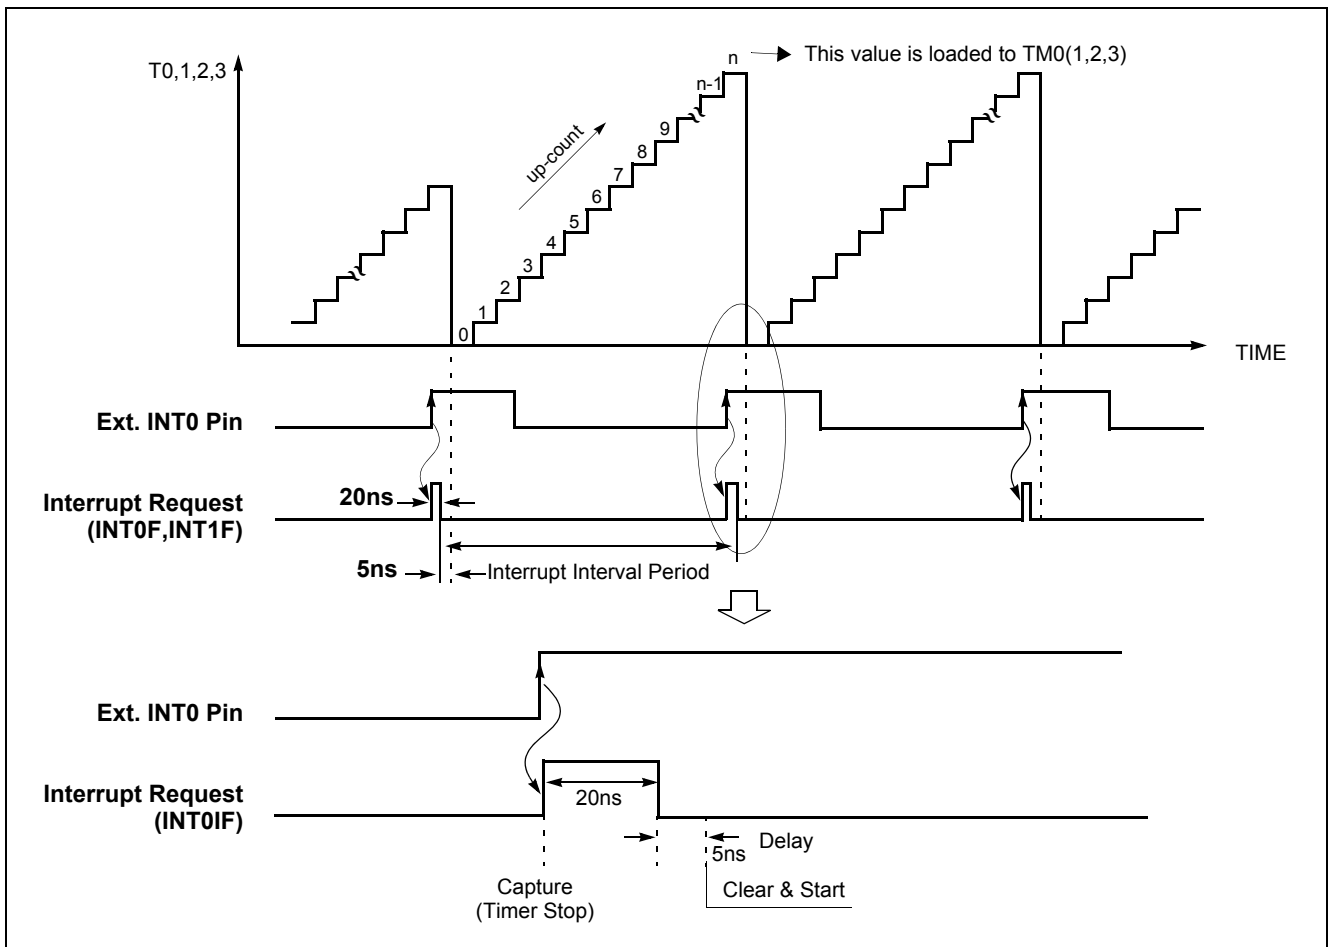 T0,1,2,3
n
This value is loaded to TM0(1,2,3)
n-1
9
8
7
6
5
4
3
2
1
0
up-count
TIME
Ext. INT0 Pin
Interrupt Request
(INT0F,INT1F)
20ns
5ns
Interrupt Interval Period
Ext. INT0 Pin
Interrupt Request
(INT0IF)
20ns
Delay
5ns
Capture
(Timer Stop)
Clear & Start